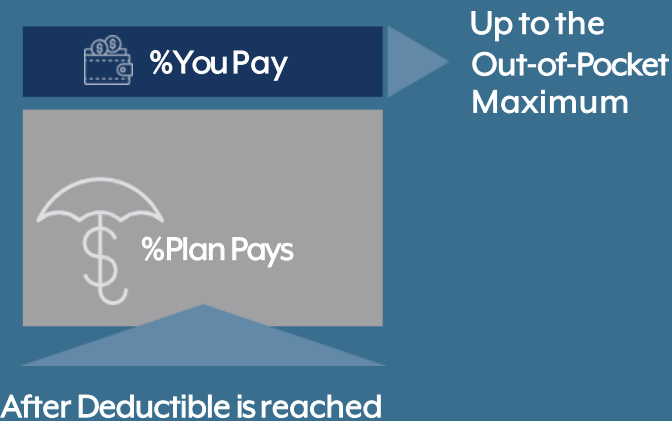 %You Pay
Up to the
Out-of-Pocket
Maximum
%Plan Pays
After Deductible is reached